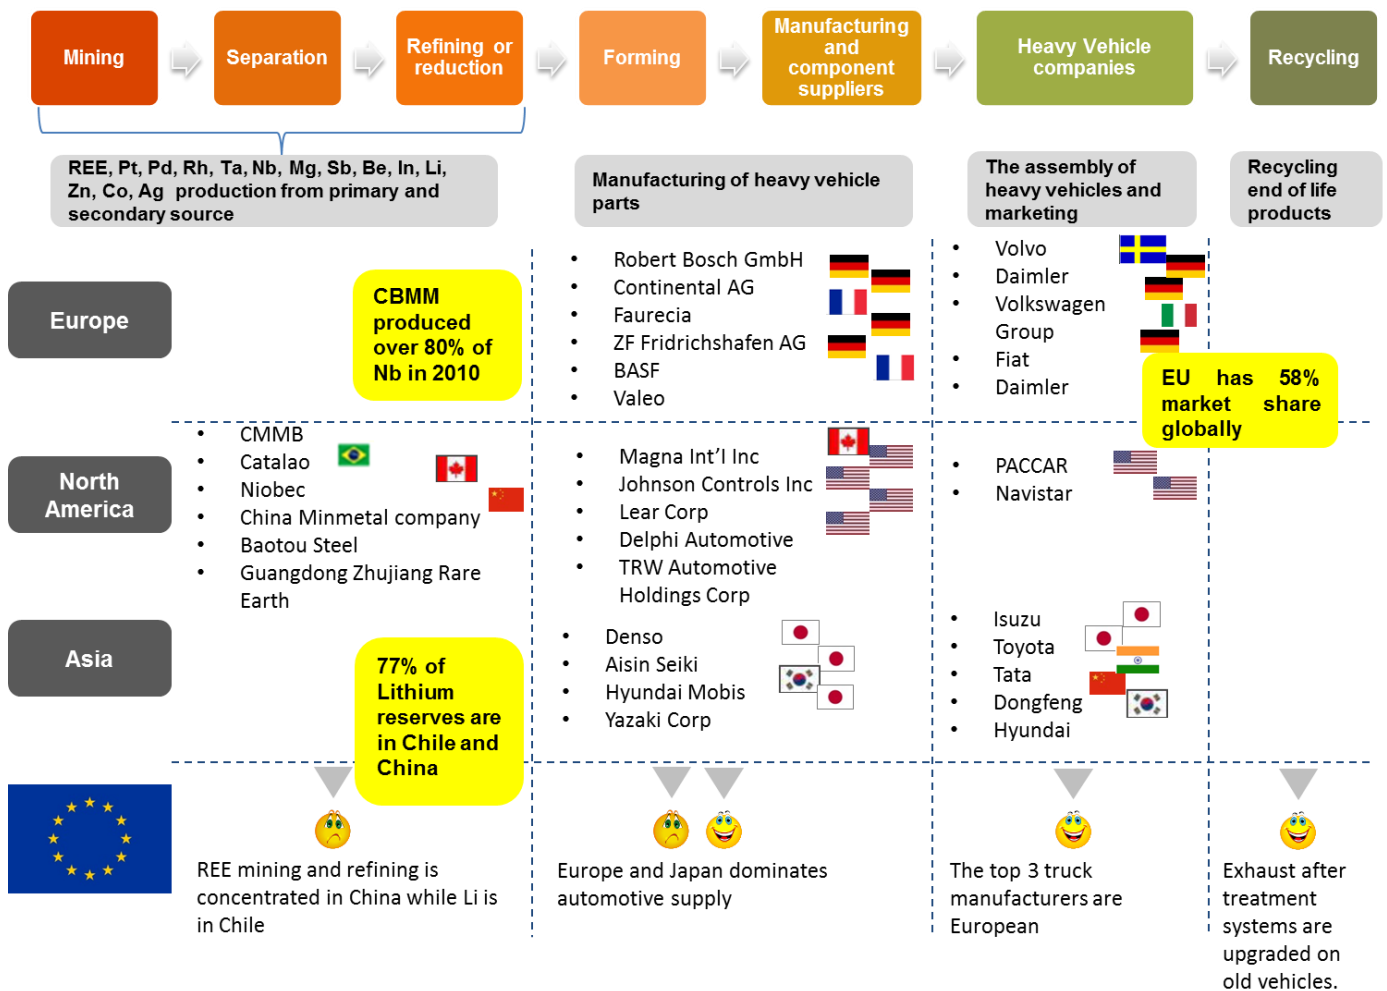 Mining
Separation
Refining or
reduction
Forming
Manufacturing
and
component
suppliers
Heavy Vehicle
companies
Recycling
REE, Pt, Pd, Rh, Ta, Nb, Mg, Sb, Be, In, Li,
Zn, Co, Ag production from primary and
secondary source
Manufacturing of heavy vehicle
parts
The assembly of
heavy vehicles and
marketing
Recycling
end of life
products
Europe
CBMM
produced
over 80% of
Nb in 2010
• Robert Bosch GmbH
• Continental AG
• Faurecia
• ZF Fridrichshafen AG
• BASF
• Valeo
• Volvo
• Daimler
• Volkswagen
Group
• Fiat
• Daimler
EU has 58%
market share
globally
North
America
• CMMB
• Catalao
• Niobec
• China Minmetal company
• Baotou Steel
• Guangdong Zhujiang Rare
Earth
• Magna Int'l Inc
• Johnson Controls Inc
• Lear Corp
• Delphi Automotive
• TRW Automotive
Holdings Corp
• PACCAR
• Navistar
Asia
77% of
Lithium
reserves are
in Chile and
China
• Denso
• Aisin Seiki
• Hyundai Mobis
• Yazaki Corp
• Isuzu
• Toyota
• Tata
• Dongfeng
• Hyundai
REE mining and refining is
concentrated in China while Li is
in Chile
Europe and Japan dominates
automotive supply
The top 3 truck
manufacturers are
European
Exhaust after
treatment
systems are
upgraded on
old vehicles.